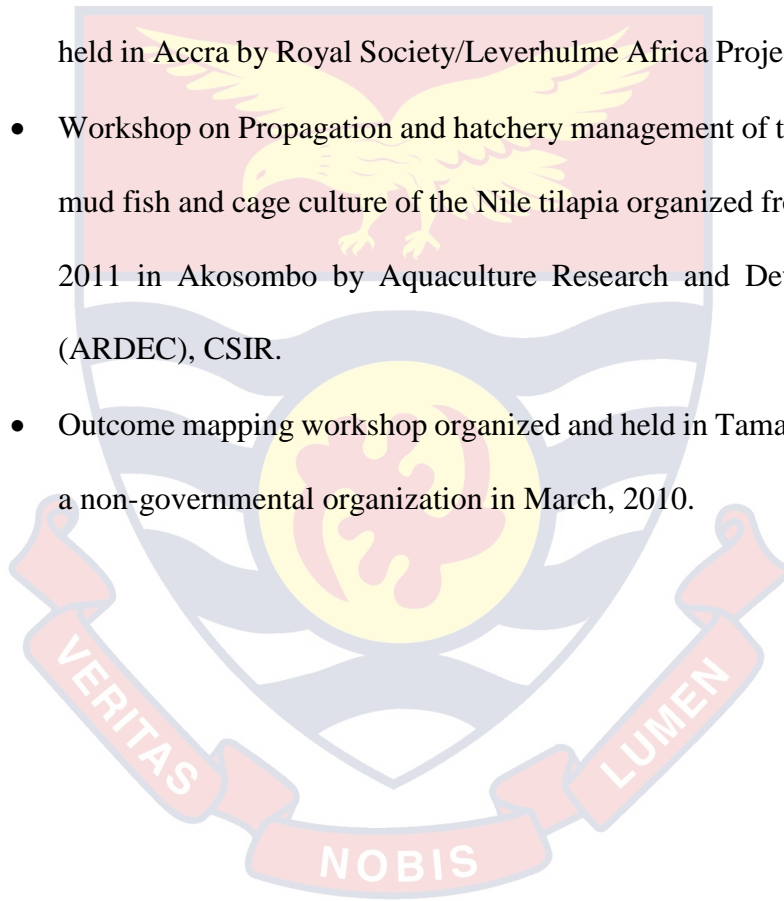 held in Accra by Royal Society/Leverhulme Africa Proje
• Workshop on Propagation and hatchery management of t
mud fish and cage culture of the Nile tilapia organized fr
2011 in Akosombo by Aquaculture Research and De
(ARDEC), CSIR.
• Outcome mapping workshop organized and held in Tama
a non-governmental organization in March, 2010.
VERITAS
NOBIS
LUMEN